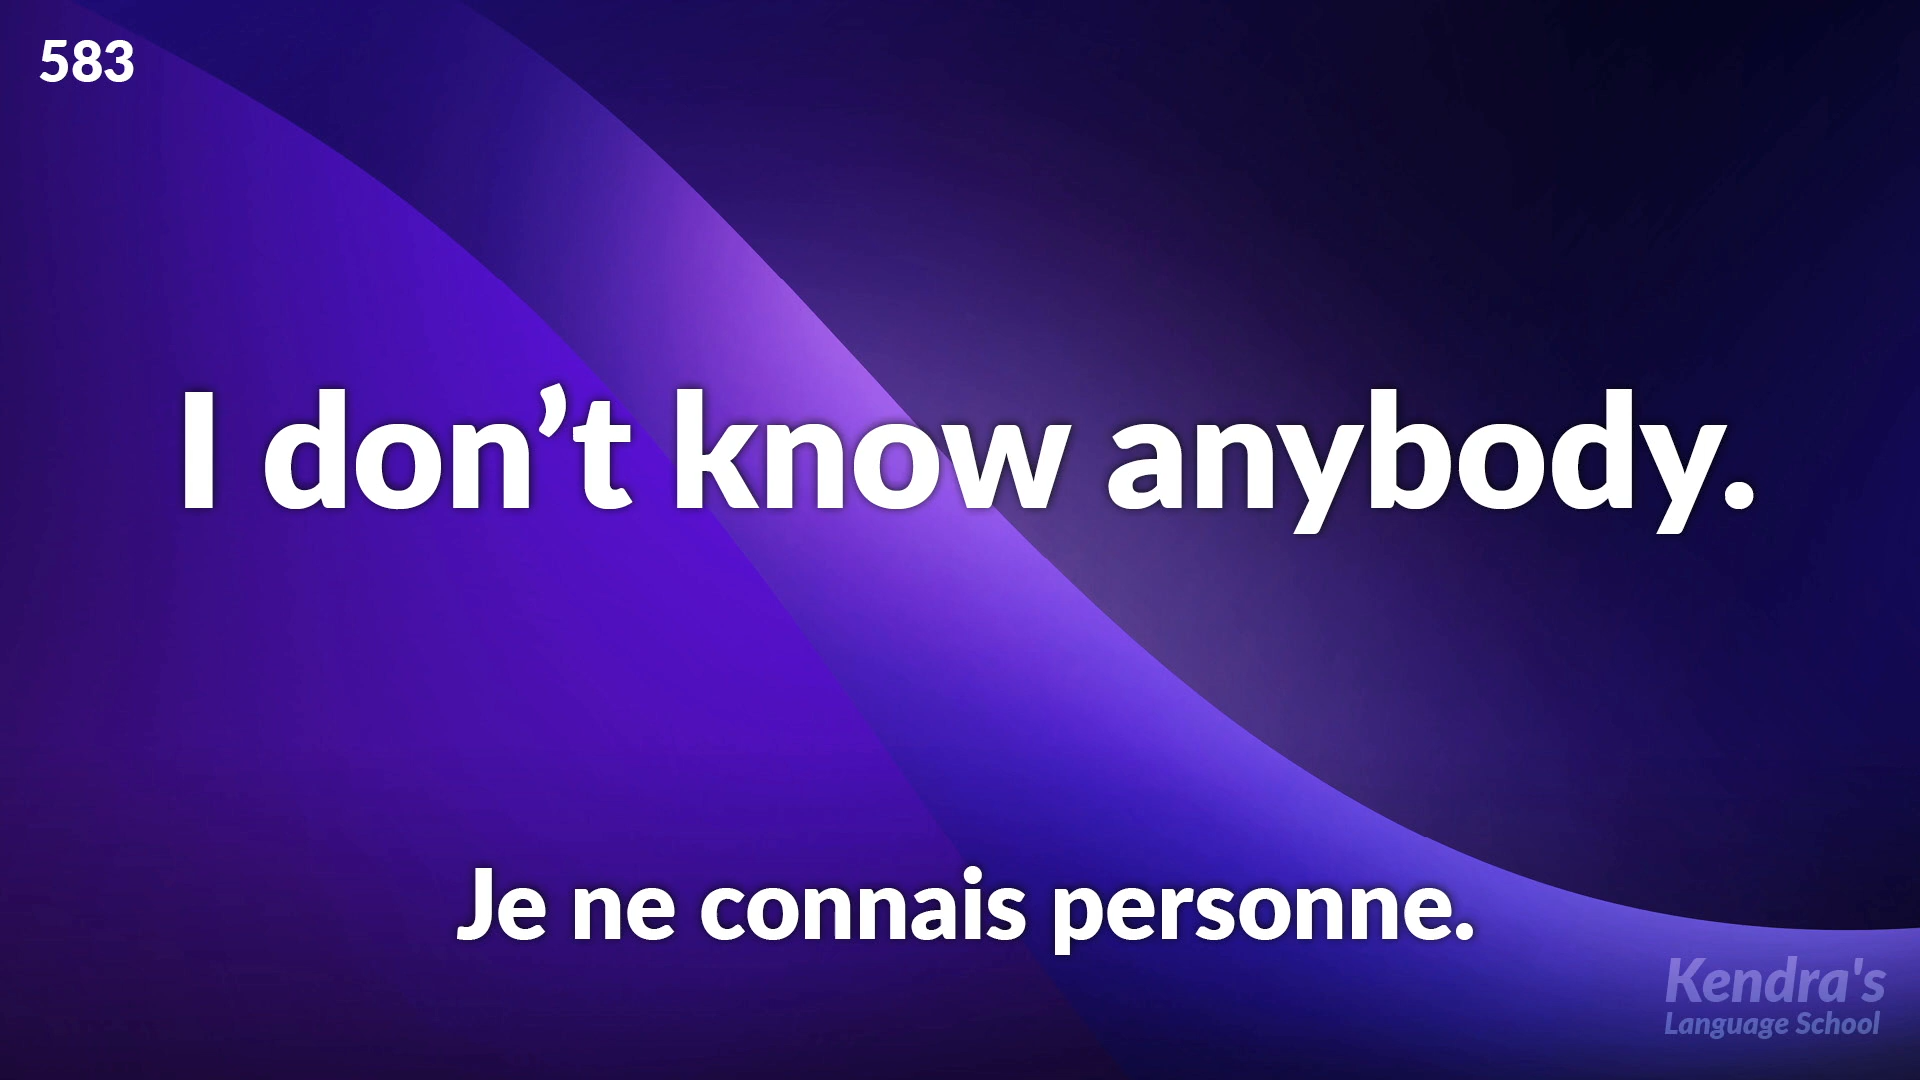 583
I don’t know anybody.
Je ne connais personne.
Kendra's
Language School